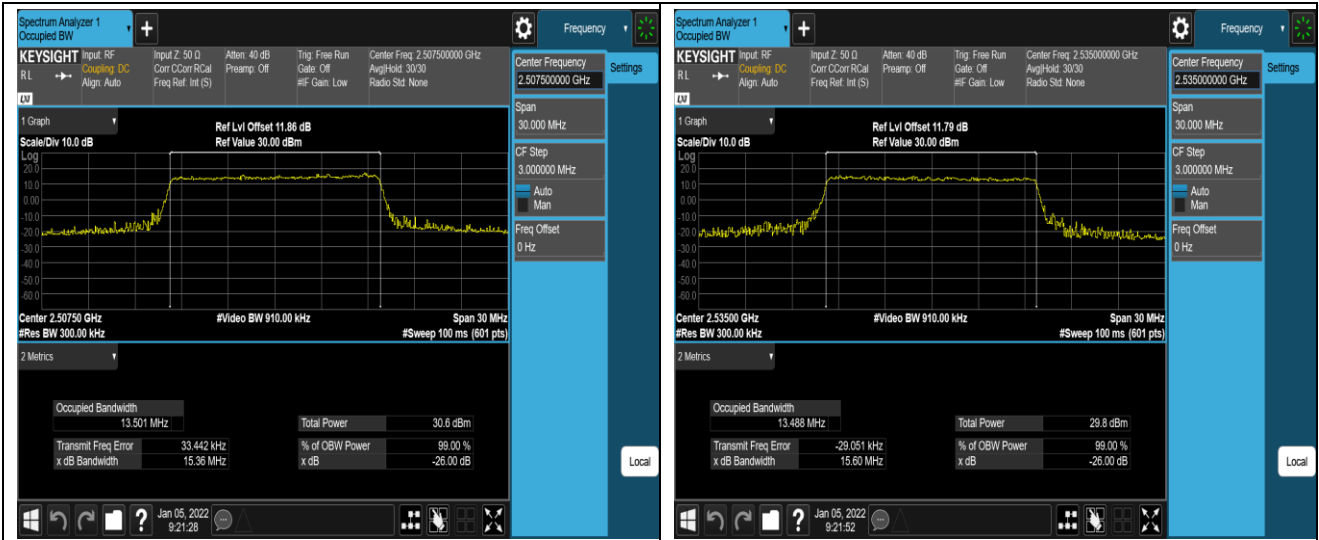 Spectrum Analyzer 1
Occupied BW
+
Frequency
KEYSIGHT Input: RF Input Z: 50 Ω Atten: 40 dB Trig: Free Run Center Freq: 2.507500000 GHz
Coupling: DC Corr CCorr RCal Preamp: Off Gate: Off Avg|Hold: 30/30
RL Align: Auto Freq Ref: Int (S) #IF Gain: Low Radio Std: None
LXI
Center Frequency
2.507500000 GHz
Settings
Span
30.000 MHz
CF Step
3.000000 MHz
Auto
Man
Freq Offset
0 Hz
1 Graph
Ref Lvl Offset 11.86 dB
Scale/Div 10.0 dB Ref Value 30.00 dBm
Log
20.0
10.0
0.00
-10.0
-20.0
-30.0
-40.0
-50.0
-60.0
Center 2.50750 GHz #Video BW 910.00 kHz Span 30 MHz
#Res BW 300.00 kHz #Sweep 100 ms (601 pts)
2 Metrics
Occupied Bandwidth
13.501 MHz Total Power 30.6 dBm
Transmit Freq Error 33.442 kHz % of OBW Power 99.00 %
x dB Bandwidth 15.36 MHz x dB -26.00 dB
Local
? Jan 05, 2022
9:21:28
Spectrum Analyzer 1
Occupied BW
+
Frequency
KEYSIGHT Input: RF Input Z: 50 Ω Atten: 40 dB Trig: Free Run Center Freq: 2.535000000 GHz
Coupling: DC Corr CCorr RCal Preamp: Off Gate: Off Avg|Hold: 30/30
RL Align: Auto Freq Ref: Int (S) #IF Gain: Low Radio Std: None
LXI
Center Frequency
2.535000000 GHz
Settings
Span
30.000 MHz
CF Step
3.000000 MHz
Auto
Man
Freq Offset
0 Hz
1 Graph
Ref Lvl Offset 11.79 dB
Scale/Div 10.0 dB Ref Value 30.00 dBm
Log
20.0
10.0
0.00
-10.0
-20.0
-30.0
-40.0
-50.0
-60.0
Center 2.53500 GHz #Video BW 910.00 kHz Span 30 MHz
#Res BW 300.00 kHz #Sweep 100 ms (601 pts)
2 Metrics
Occupied Bandwidth
13.488 MHz Total Power 29.8 dBm
Transmit Freq Error -29.051 kHz % of OBW Power 99.00 %
x dB Bandwidth 15.60 MHz x dB -26.00 dB
Local
? Jan 05, 2022
9:21:52